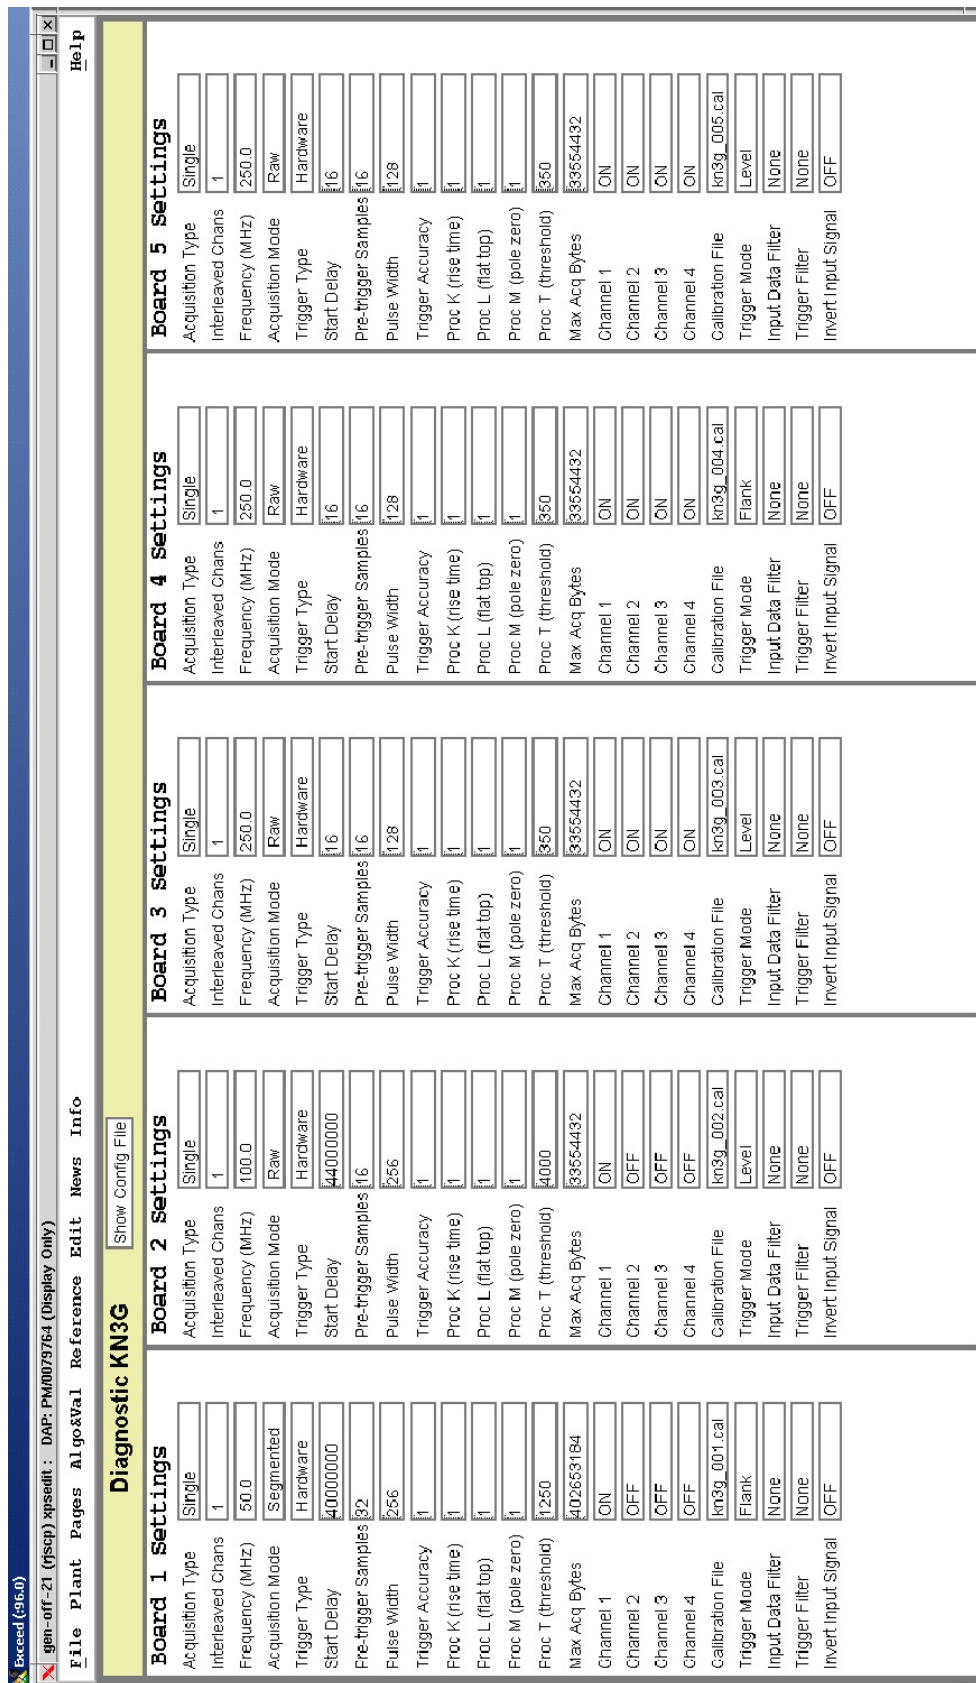 Exceed (:96.0)
gen-off-21 (rjscp) xpsedit : DAP: PM/0079764 (Display Only)
File Plant Pages Algo&Val Reference Edit News Info Help
Diagnostic KN3G Show Config File
Board 1 Settings
Acquisition Type Single
Interleaved Chans 1
Frequency (MHz) 50.0
Acquisition Mode Segmented
Trigger Type Hardware
Start Delay 40000000
Pre-trigger Samples 32
Pulse Width 256
Trigger Accuracy 1
Proc K (rise time) 1
Proc L (flat top) 1
Proc M (pole zero) 1
Proc T (threshold) 1250
Max Acq Bytes 402653184
Channel 1 ON
Channel 2 OFF
Channel 3 OFF
Channel 4 OFF
Calibration File kn3g_001.cal
Trigger Mode Flank
Input Data Filter None
Trigger Filter None
Invert Input Signal OFF
Board 2 Settings
Acquisition Type Single
Interleaved Chans 1
Frequency (MHz) 100.0
Acquisition Mode Raw
Trigger Type Hardware
Start Delay 44000000
Pre-trigger Samples 16
Pulse Width 256
Trigger Accuracy 1
Proc K (rise time) 1
Proc L (flat top) 1
Proc M (pole zero) 1
Proc T (threshold) 4000
Max Acq Bytes 33554432
Channel 1 ON
Channel 2 OFF
Channel 3 OFF
Channel 4 OFF
Calibration File kn3g_002.cal
Trigger Mode Level
Input Data Filter None
Trigger Filter None
Invert Input Signal OFF
Board 3 Settings
Acquisition Type Single
Interleaved Chans 1
Frequency (MHz) 250.0
Acquisition Mode Raw
Trigger Type Hardware
Start Delay 16
Pre-trigger Samples 16
Pulse Width 128
Trigger Accuracy 1
Proc K (rise time) 1
Proc L (flat top) 1
Proc M (pole zero) 1
Proc T (threshold) 350
Max Acq Bytes 33554432
Channel 1 ON
Channel 2 ON
Channel 3 ON
Channel 4 ON
Calibration File kn3g_003.cal
Trigger Mode Level
Input Data Filter None
Trigger Filter None
Invert Input Signal OFF
Board 4 Settings
Acquisition Type Single
Interleaved Chans 1
Frequency (MHz) 250.0
Acquisition Mode Raw
Trigger Type Hardware
Start Delay 16
Pre-trigger Samples 16
Pulse Width 128
Trigger Accuracy 1
Proc K (rise time) 1
Proc L (flat top) 1
Proc M (pole zero) 1
Proc T (threshold) 350
Max Acq Bytes 33554432
Channel 1 ON
Channel 2 ON
Channel 3 ON
Channel 4 ON
Calibration File kn3g_004.cal
Trigger Mode Flank
Input Data Filter None
Trigger Filter None
Invert Input Signal OFF
Board 5 Settings
Acquisition Type Single
Interleaved Chans 1
Frequency (MHz) 250.0
Acquisition Mode Raw
Trigger Type Hardware
Start Delay 16
Pre-trigger Samples 16
Pulse Width 128
Trigger Accuracy 1
Proc K (rise time) 1
Proc L (flat top) 1
Proc M (pole zero) 1
Proc T (threshold) 350
Max Acq Bytes 33554432
Channel 1 ON
Channel 2 ON
Channel 3 ON
Channel 4 ON
Calibration File kn3g_005.cal
Trigger Mode Level
Input Data Filter None
Trigger Filter None
Invert Input Signal OFF